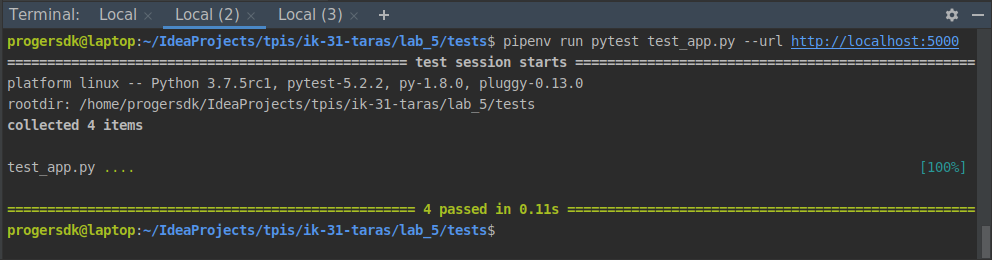 Terminal: Local × Local (2) × Local (3) × +
progersdk@laptop:~/IdeaProjects/tpis/ik-31-taras/lab_5/tests$ pipenv run pytest test_app.py --url http://localhost:5000
================================================== test session starts ==================================================
platform linux -- Python 3.7.5rc1, pytest-5.2.2, py-1.8.0, pluggy-0.13.0
rootdir: /home/progersdk/IdeaProjects/tpis/ik-31-taras/lab_5/tests
collected 4 items
test_app.py .... [100%]
=================================================== 4 passed in 0.11s ===================================================
progersdk@laptop:~/IdeaProjects/tpis/ik-31-taras/lab_5/tests$